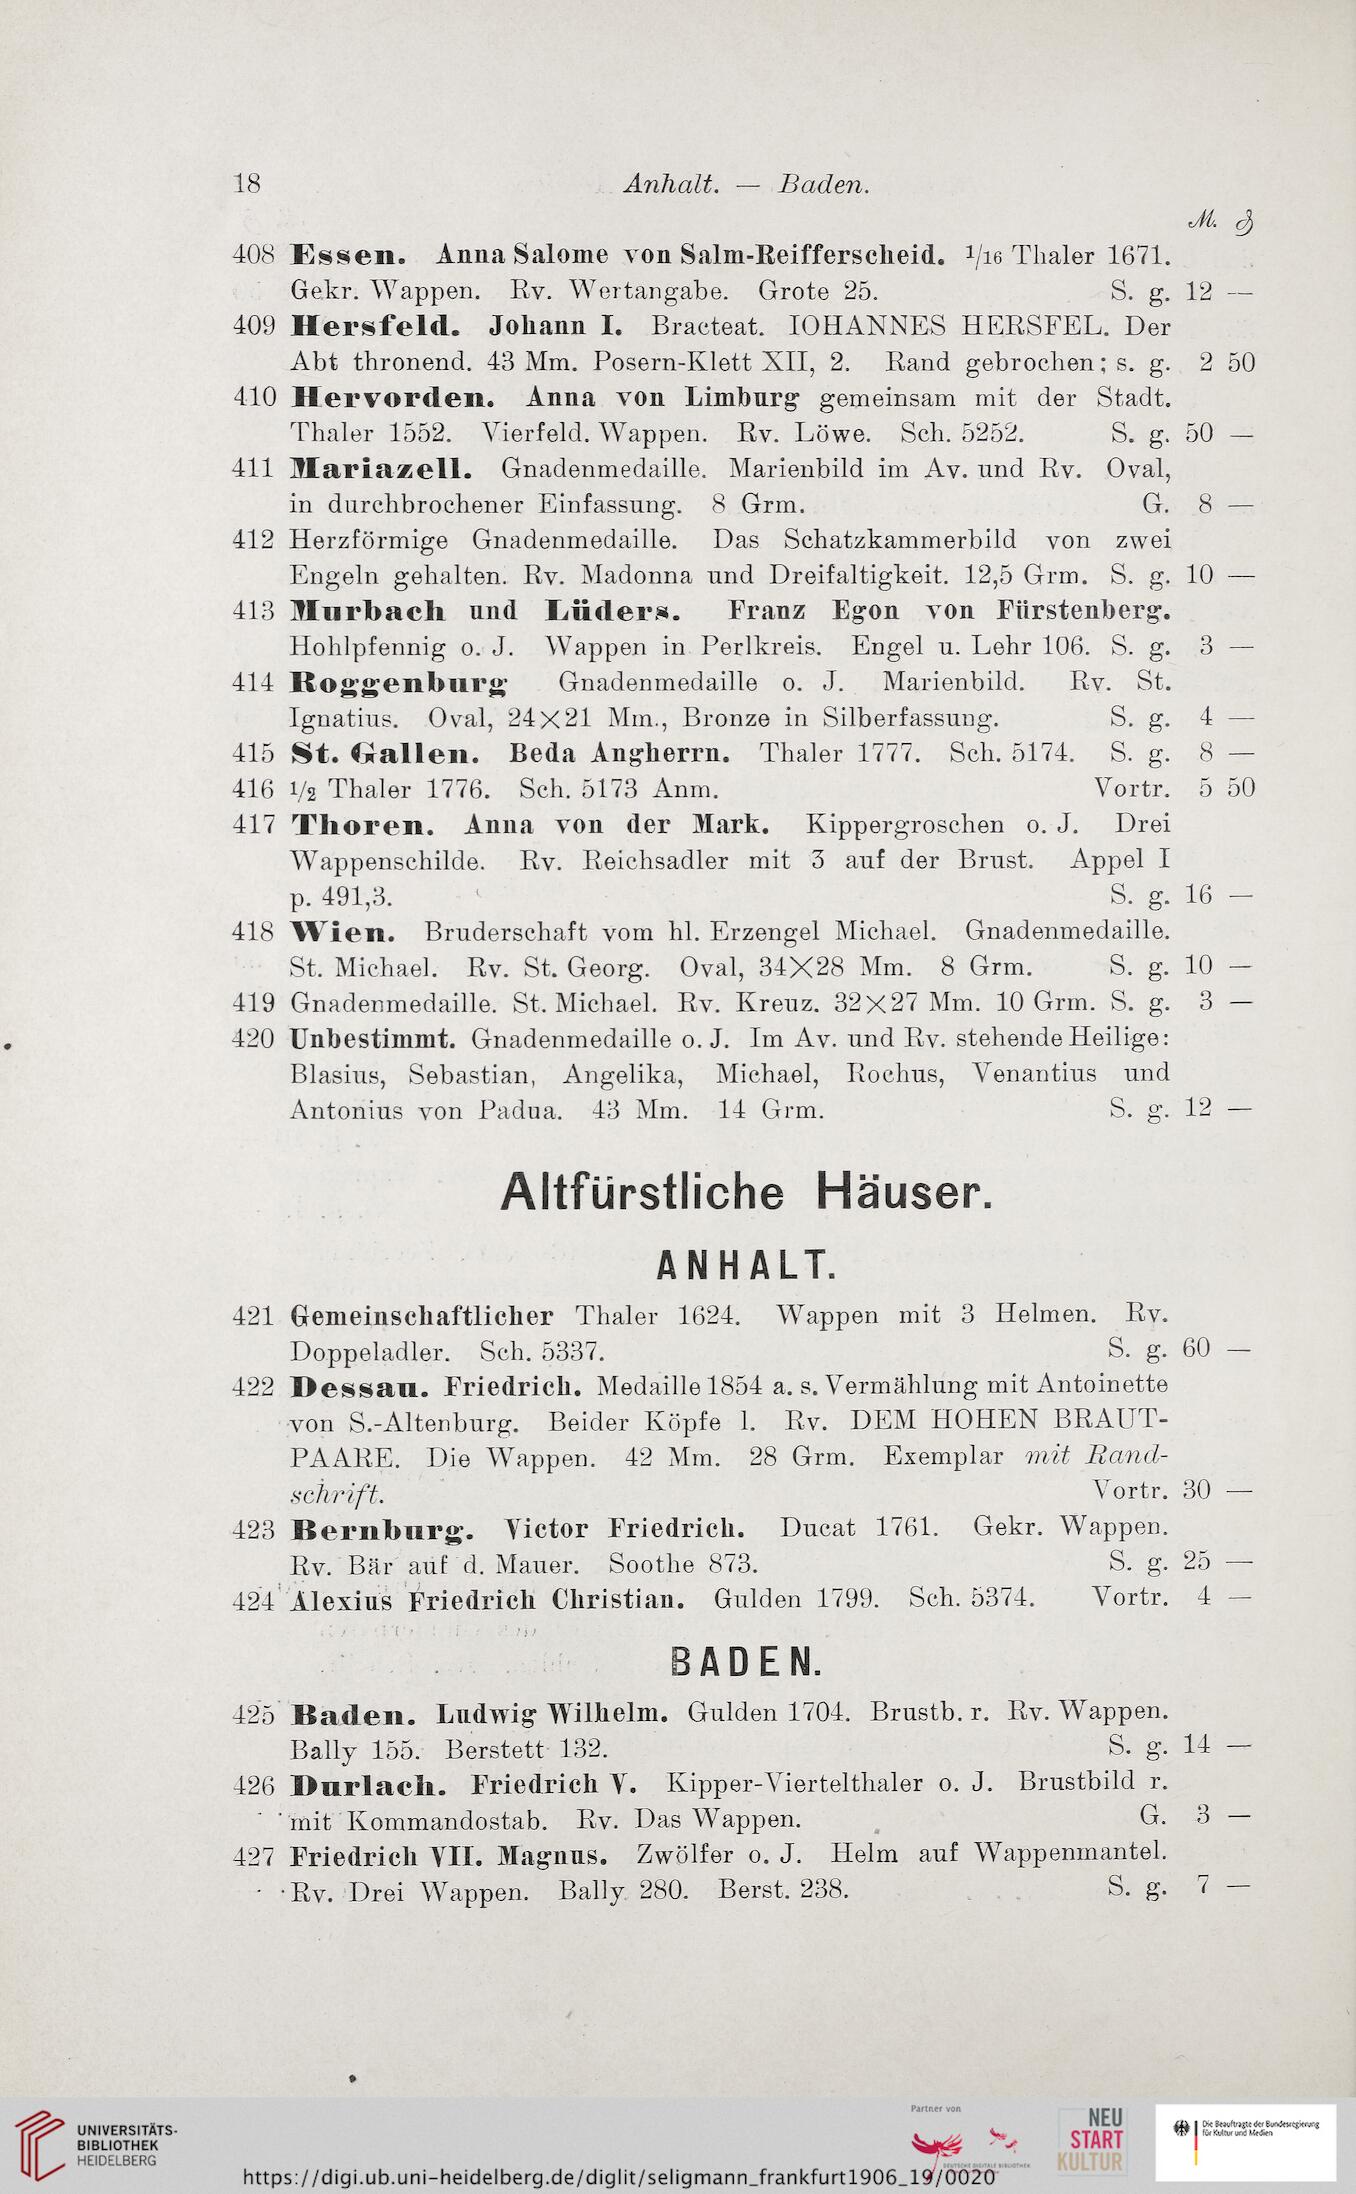 18 Anhalt. — Baden.
M. ₰
408 Essen. Anna Salome von Salm-Reifferscheid. 1/16 Thaler 1671.
Gekr. Wappen. Rv. Wertangabe. Grote 25. S. g. 12 —
409 Hersfeld. Johann I. Bracteat. IOHANNES HERSFEL. Der
Abt thronend. 43 Mm. Posern-Klett XII, 2. Rand gebrochen; s. g. 2 50
410 Hervorden. Anna von Limburg gemeinsam mit der Stadt.
Thaler 1552. Vierfeld. Wappen. Rv. Löwe. Sch. 5252. S. g. 50 —
411 Mariazell. Gnadenmedaille. Marienbild im Av. und Rv. Oval,
in durchbrochener Einfassung. 8 Grm. G. 8 —
412 Herzförmige Gnadenmedaille. Das Schatzkammerbild von zwei
Engeln gehalten. Rv. Madonna und Dreifaltigkeit. 12,5 Grm. S. g. 10 —
413 Murbach und Lüders. Franz Egon von Fürstenberg.
Hohlpfennig o. J. Wappen in Perlkreis. Engel u. Lehr 106. S. g. 3 —
414 Roggenburg Gnadenmedaille o. J. Marienbild. Rv. St.
Ignatius. Oval, 24×21 Mm., Bronze in Silberfassung. S. g. 4 —
415 St. Gallen. Beda Angherrn. Thaler 1777. Sch. 5174. S. g. 8 —
416 1/2 Thaler 1776. Sch. 5173 Anm. Vortr. 5 50
417 Thoren. Anna von der Mark. Kippergroschen o. J. Drei
Wappenschilde. Rv. Reichsadler mit 3 auf der Brust. Appel I
p. 491,3. S. g. 16 —
418 Wien. Bruderschaft vom hl. Erzengel Michael. Gnadenmedaille.
St. Michael. Rv. St. Georg. Oval, 34×28 Mm. 8 Grm. S. g. 10 —
419 Gnadenmedaille. St. Michael. Rv. Kreuz. 32×27 Mm. 10 Grm. S. g. 3 —
420 Unbestimmt. Gnadenmedaille o. J. Im Av. und Rv. stehende Heilige:
Blasius, Sebastian, Angelika, Michael, Rochus, Venantius und
Antonius von Padua. 43 Mm. 14 Grm. S. g. 12 —
Altfürstliche Häuser.
ANHALT.
421 Gemeinschaftlicher Thaler 1624. Wappen mit 3 Helmen. Rv.
Doppeladler. Sch. 5337. S. g. 60 —
422 Dessau. Friedrich. Medaille 1854 a. s. Vermählung mit Antoinette
von S.-Altenburg. Beider Köpfe l. Rv. DEM HOHEN BRAUT-
PAARE. Die Wappen. 42 Mm. 28 Grm. Exemplar mit Rand-
schrift. Vortr. 30 —
423 Bernburg. Victor Friedrich. Ducat 1761. Gekr. Wappen.
Rv. Bär auf d. Mauer. Soothe 873. S. g. 25 —
424 Alexius Friedrich Christian. Gulden 1799. Sch. 5374. Vortr. 4 —
BADEN.
425 Baden. Ludwig Wilhelm. Gulden 1704. Brustb. r. Rv. Wappen.
Bally 155. Berstett 132. S. g. 14 —
426 Durlach. Friedrich V. Kipper-Viertelthaler o. J. Brustbild r.
mit Kommandostab. Rv. Das Wappen. G. 3 —
427 Friedrich VII. Magnus. Zwölfer o. J. Helm auf Wappenmantel.
Rv. Drei Wappen. Bally 280. Berst. 238. S. g. 7 —
UNIVERSITÄTS-
BIBLIOTHEK
HEIDELBERG
https://digi.ub.uni-heidelberg.de/diglit/seligmann_frankfurt1906_19/0020
Partner von
DEUTSCHE DIGITALE BIBLIOTHEK
NEU
START
KULTUR
Die Beauftragte der Bundesregierung
für Kultur und Medien